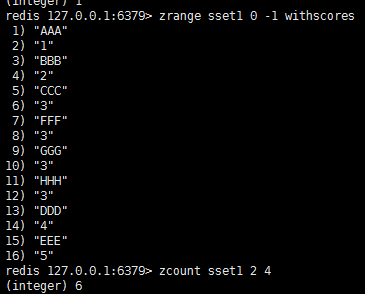 (integer) 1
redis 127.0.0.1:6379> zrange sset1 0 -1 withscores
 1) "AAA"
 2) "1"
 3) "BBB"
 4) "2"
 5) "CCC"
 6) "3"
 7) "FFF"
 8) "3"
 9) "GGG"
10) "3"
11) "HHH"
12) "3"
13) "DDD"
14) "4"
15) "EEE"
16) "5"
redis 127.0.0.1:6379> zcount sset1 2 4
(integer) 6